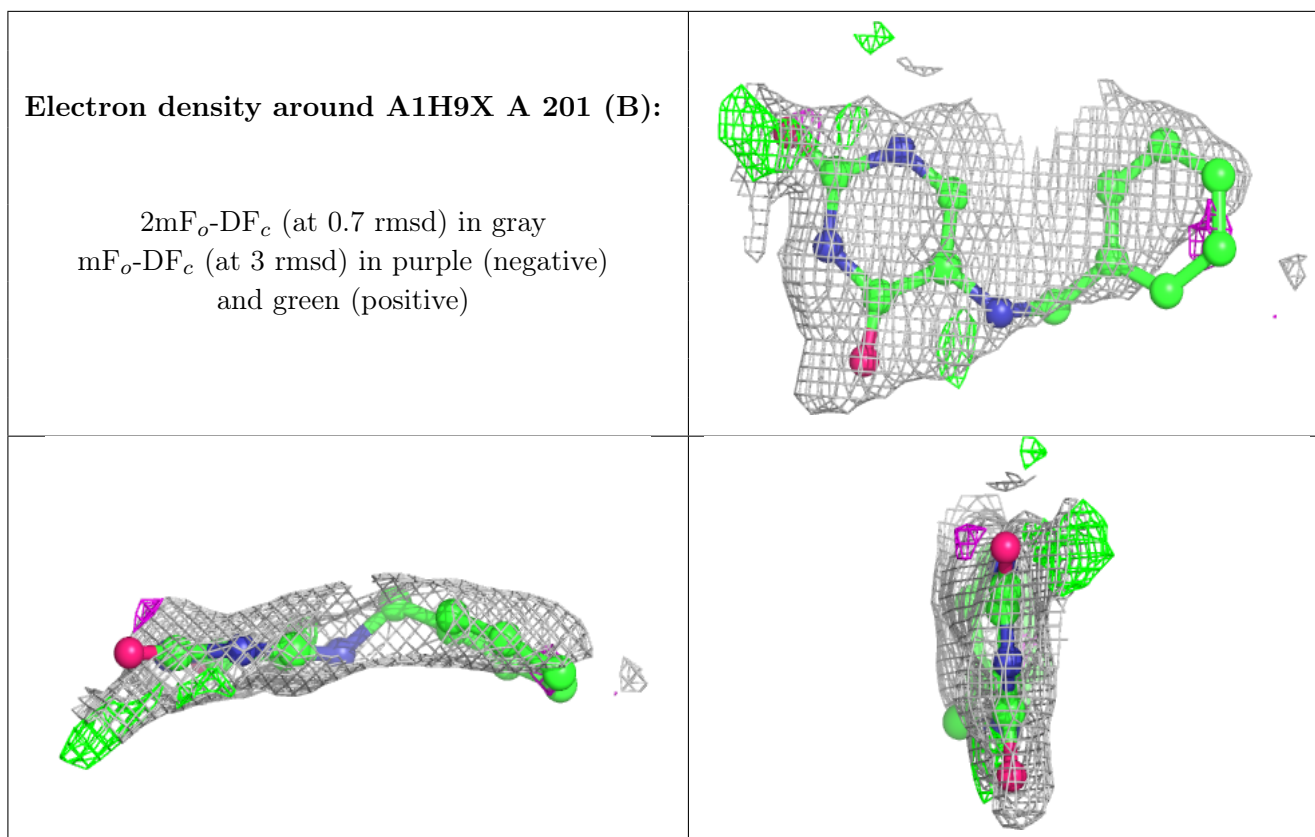 Electron density around A1H9X A 201 (B):
2mFo-DFc (at 0.7 rmsd) in gray
mFo-DFc (at 3 rmsd) in purple (negative)
and green (positive)